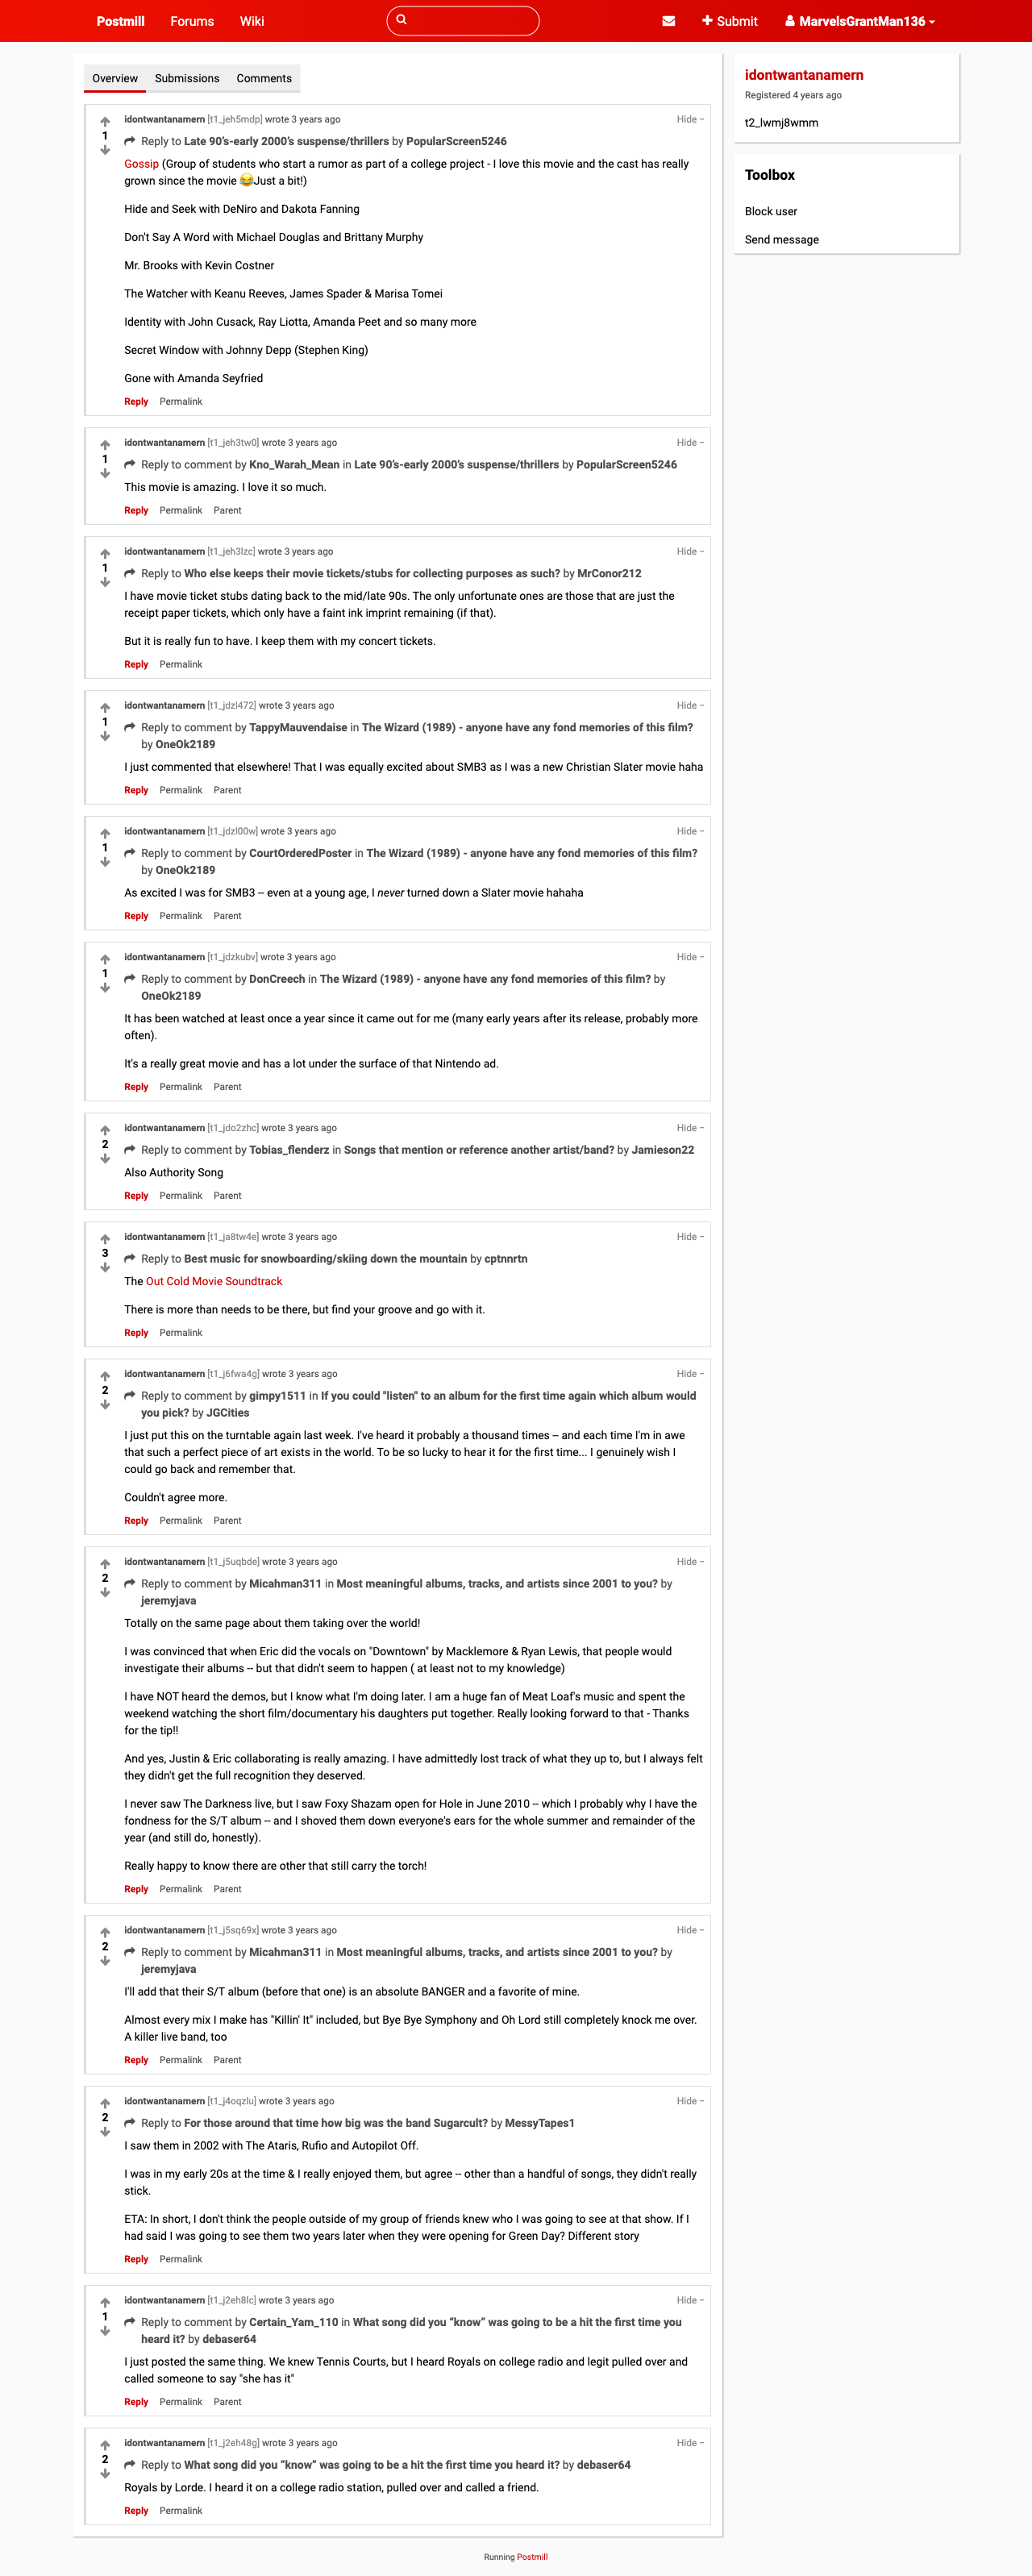 Postmill Forums Wiki Submit MarvelsGrantMan136
Overview Submissions Comments
idontwantanamern
Registered 4 years ago
t2_lwmj8wmm
Toolbox
Block user
Send message
idontwantanamern [t1_jeh5mdp] wrote 3 years ago Hide –
1
Reply to Late 90's-early 2000's suspense/thrillers by PopularScreen5246
Gossip (Group of students who start a rumor as part of a college project - I love this movie and the cast has really
grown since the movie 😂Just a bit!)
Hide and Seek with DeNiro and Dakota Fanning
Don't Say A Word with Michael Douglas and Brittany Murphy
Mr. Brooks with Kevin Costner
The Watcher with Keanu Reeves, James Spader & Marisa Tomei
Identity with John Cusack, Ray Liotta, Amanda Peet and so many more
Secret Window with Johnny Depp (Stephen King)
Gone with Amanda Seyfried
Reply Permalink
idontwantanamern [t1_jeh3tw0] wrote 3 years ago Hide –
1
Reply to comment by Kno_Warah_Mean in Late 90's-early 2000's suspense/thrillers by PopularScreen5246
This movie is amazing. I love it so much.
Reply Permalink Parent
idontwantanamern [t1_jeh3lzc] wrote 3 years ago Hide –
1
Reply to Who else keeps their movie tickets/stubs for collecting purposes as such? by MrConor212
I have movie ticket stubs dating back to the mid/late 90s. The only unfortunate ones are those that are just the
receipt paper tickets, which only have a faint ink imprint remaining (if that).
But it is really fun to have. I keep them with my concert tickets.
Reply Permalink
idontwantanamern [t1_jdzl472] wrote 3 years ago Hide –
1
Reply to comment by TappyMauvendaise in The Wizard (1989) - anyone have any fond memories of this film?
by OneOk2189
I just commented that elsewhere! That I was equally excited about SMB3 as I was a new Christian Slater movie haha
Reply Permalink Parent
idontwantanamern [t1_jdzl00w] wrote 3 years ago Hide –
1
Reply to comment by CourtOrderedPoster in The Wizard (1989) - anyone have any fond memories of this film?
by OneOk2189
As excited I was for SMB3 -- even at a young age, I never turned down a Slater movie hahaha
Reply Permalink Parent
idontwantanamern [t1_jdzkubv] wrote 3 years ago Hide –
1
Reply to comment by DonCreech in The Wizard (1989) - anyone have any fond memories of this film? by
OneOk2189
It has been watched at least once a year since it came out for me (many early years after its release, probably more
often).
It's a really great movie and has a lot under the surface of that Nintendo ad.
Reply Permalink Parent
idontwantanamern [t1_jdo2zhc] wrote 3 years ago Hide –
2
Reply to comment by Tobias_flenderz in Songs that mention or reference another artist/band? by Jamieson22
Also Authority Song
Reply Permalink Parent
idontwantanamern [t1_ja8tw4e] wrote 3 years ago Hide –
3
Reply to Best music for snowboarding/skiing down the mountain by cptnnrtn
The Out Cold Movie Soundtrack
There is more than needs to be there, but find your groove and go with it.
Reply Permalink
idontwantanamern [t1_j6fwa4g] wrote 3 years ago Hide –
2
Reply to comment by gimpy1511 in If you could "listen" to an album for the first time again which album would
you pick? by JGCities
I just put this on the turntable again last week. I've heard it probably a thousand times -- and each time I'm in awe
that such a perfect piece of art exists in the world. To be so lucky to hear it for the first time... I genuinely wish I
could go back and remember that.
Couldn't agree more.
Reply Permalink Parent
idontwantanamern [t1_j5uqbde] wrote 3 years ago Hide –
2
Reply to comment by Micahman311 in Most meaningful albums, tracks, and artists since 2001 to you? by
jeremyjava
Totally on the same page about them taking over the world!
I was convinced that when Eric did the vocals on "Downtown" by Macklemore & Ryan Lewis, that people would
investigate their albums -- but that didn't seem to happen ( at least not to my knowledge)
I have NOT heard the demos, but I know what I'm doing later. I am a huge fan of Meat Loaf's music and spent the
weekend watching the short film/documentary his daughters put together. Really looking forward to that - Thanks
for the tip!!
And yes, Justin & Eric collaborating is really amazing. I have admittedly lost track of what they up to, but I always felt
they didn't get the full recognition they deserved.
I never saw The Darkness live, but I saw Foxy Shazam open for Hole in June 2010 -- which I probably why I have the
fondness for the S/T album -- and I shoved them down everyone's ears for the whole summer and remainder of the
year (and still do, honestly).
Really happy to know there are other that still carry the torch!
Reply Permalink Parent
idontwantanamern [t1_j5sq69x] wrote 3 years ago Hide –
2
Reply to comment by Micahman311 in Most meaningful albums, tracks, and artists since 2001 to you? by
jeremyjava
I'll add that their S/T album (before that one) is an absolute BANGER and a favorite of mine.
Almost every mix I make has "Killin' It" included, but Bye Bye Symphony and Oh Lord still completely knock me over.
A killer live band, too
Reply Permalink Parent
idontwantanamern [t1_j4oqzlu] wrote 3 years ago Hide –
2
Reply to For those around that time how big was the band Sugarcult? by MessyTapes1
I saw them in 2002 with The Ataris, Rufio and Autopilot Off.
I was in my early 20s at the time & I really enjoyed them, but agree -- other than a handful of songs, they didn't really
stick.
ETA: In short, I don't think the people outside of my group of friends knew who I was going to see at that show. If I
had said I was going to see them two years later when they were opening for Green Day? Different story
Reply Permalink
idontwantanamern [t1_j2eh8lc] wrote 3 years ago Hide –
1
Reply to comment by Certain_Yam_110 in What song did you “know” was going to be a hit the first time you
heard it? by debaser64
I just posted the same thing. We knew Tennis Courts, but I heard Royals on college radio and legit pulled over and
called someone to say "she has it"
Reply Permalink Parent
idontwantanamern [t1_j2eh48g] wrote 3 years ago Hide –
2
Reply to What song did you “know” was going to be a hit the first time you heard it? by debaser64
Royals by Lorde. I heard it on a college radio station, pulled over and called a friend.
Reply Permalink
Running Postmill